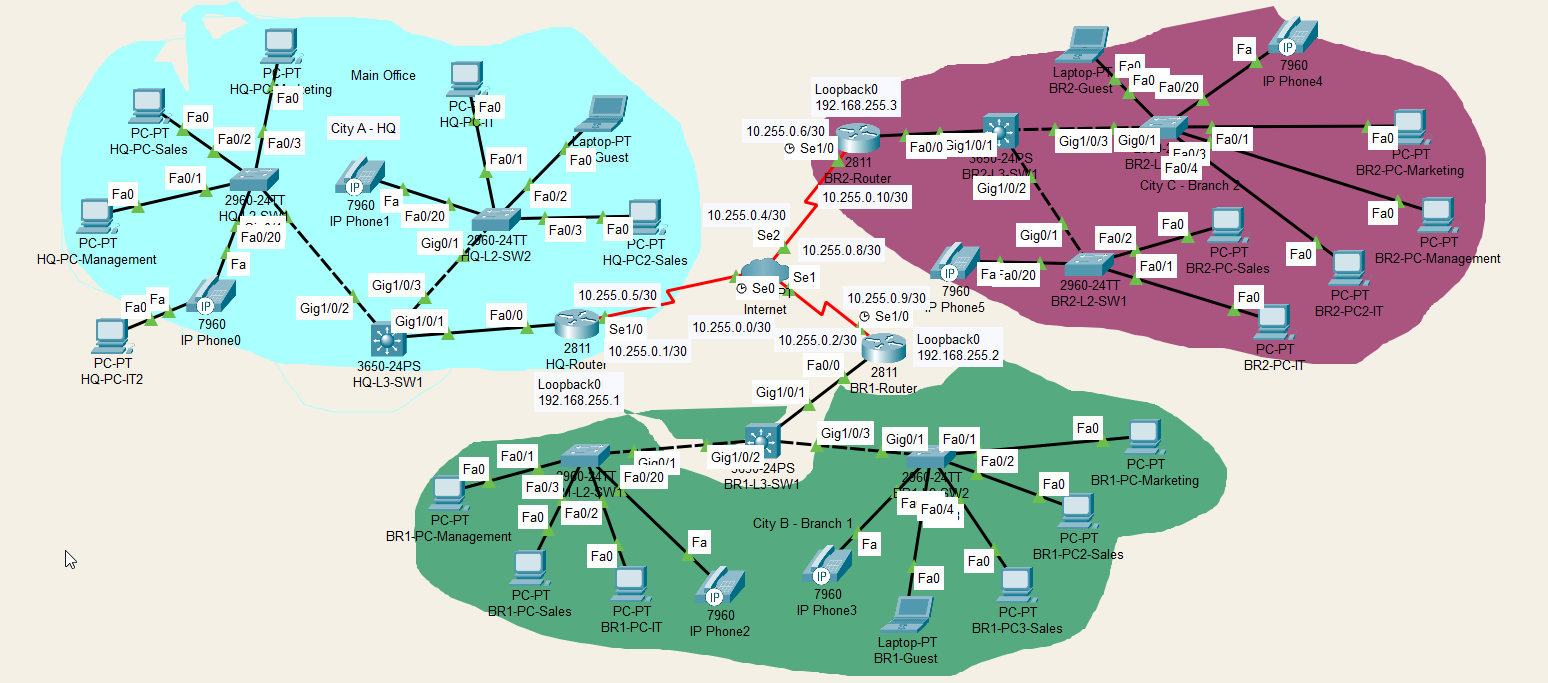 PC-PT
Main Office
Fa0
PC-PT
HQ-PC-Sales
Fa0
Fa0/2
Fa0/3
City A - HQ
Fa0
HQ-PC-IT
Laptop-PT
Guest
Fa0
Fa0/1
Fa0/2
Fa0/1
Fa0
PC-PT
HQ-PC-Management
2960-24TT
Fa0/20
Fa
7960
IP Phone1
Fa
Fa0/20
2960-24TT
HQ-L2-SW2
Gig0/1
Fa0/3
Fa0
PC-PT
HQ-PC2-Sales
Fa0
Fa
7960
IP Phone0
PC-PT
HQ-PC-IT2
Gig1/0/2
Gig1/0/3
Gig1/0/1
3650-24PS
HQ-L3-SW1
Fa0/0
2811
HQ-Router
Se1/0
10.255.0.5/30
10.255.0.1/30
Loopback0
192.168.255.1
10.255.0.4/30
Se2
10.255.0.8/30
Se0
Se1
Internet
10.255.0.0/30
10.255.0.2/30
10.255.0.9/30
Se1/0
Loopback0
192.168.255.2
2811
BR1-Router
Fa0/0
Gig1/0/1
Loopback0
192.168.255.3
10.255.0.6/30
Se1/0
2811
BR2-Router
10.255.0.10/30
Fa0/0
Gig1/0/1
3650-24PS
BR2-L3-SW1
Gig1/0/3
Gig0/1
Gig1/0/2
Laptop-PT
BR2-Guest
Fa0
Fa0
Fa0/20
Fa
7960
IP Phone4
Fa0/1
Fa0/3
Fa0/4
City C - Branch 2
Fa0
PC-PT
BR2-PC-Marketing
Fa0
PC-PT
BR2-PC-Management
Fa0
PC-PT
BR2-PC2-IT
Gig0/1
Fa0/2
Fa0
PC-PT
BR2-PC-Sales
Fa0/1
2960-24TT
BR2-L2-SW1
Fa
Fa0/20
7960
IP Phone5
Fa0
PC-PT
BR2-PC-IT
Fa0
Fa0/1
PC-PT
BR1-PC-Management
2960-24TT
Gig0/1
Fa0/20
Fa0/3
Fa0/2
Gig1/0/2
3650-24PS
BR1-L3-SW1
Gig1/0/3
Gig0/1
Fa0/1
Fa0/2
2960-24TT
Fa
Fa0/4
Fa0
PC-PT
BR1-PC-Marketing
Fa0
PC-PT
BR1-PC2-Sales
City B - Branch 1
Fa0
PC-PT
BR1-PC-Sales
Fa0
PC-PT
BR1-PC-IT
Fa
7960
IP Phone2
Fa
7960
IP Phone3
Fa0
Laptop-PT
BR1-Guest
Fa0
PC-PT
BR1-PC3-Sales